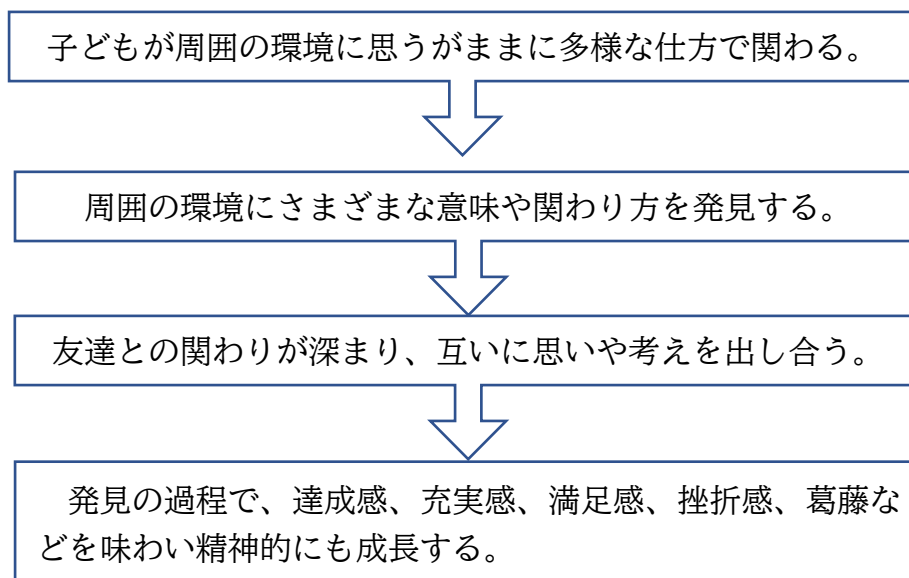 子どもが周囲の環境に思うがままに多様な仕方で関わる。
周囲の環境にさまざまな意味や関わり方を発見する。
友達との関わりが深まり、互いに思いや考えを出し合う。
発見の過程で、達成感、充実感、満足感、挫折感、葛藤な
どを味わい精神的にも成長する。